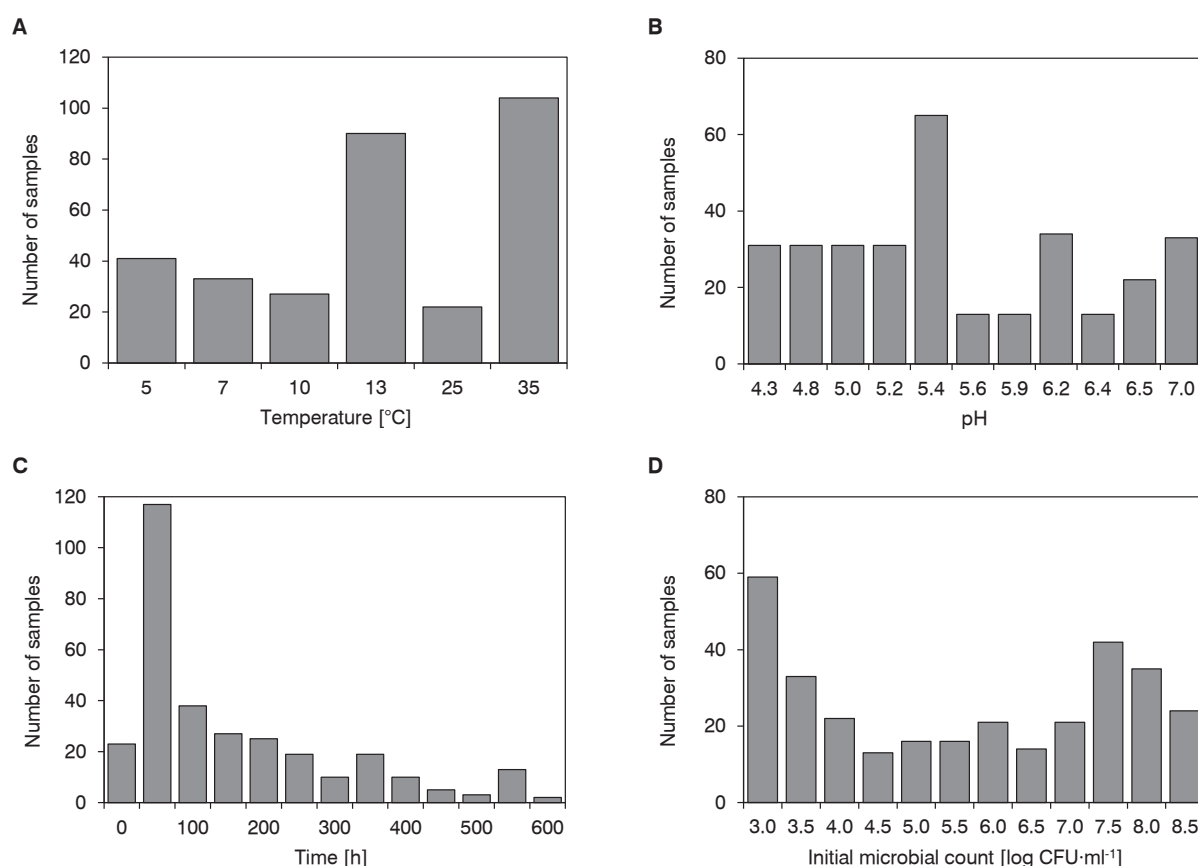 A
Number of samples
120
100
80
60
40
20
0
5 7 10 13 25 35
Temperature [°C]
B
Number of samples
80
60
40
20
0
4.3 4.8 5.0 5.2 5.4 5.6 5.9 6.2 6.4 6.5 7.0
pH
C
Number of samples
120
100
80
60
40
20
0
0 100 200 300 400 500 600
Time [h]
D
Number of samples
80
60
40
20
0
3.0 3.5 4.0 4.5 5.0 5.5 6.0 6.5 7.0 7.5 8.0 8.5
Initial microbial count [log CFU·ml⁻¹]